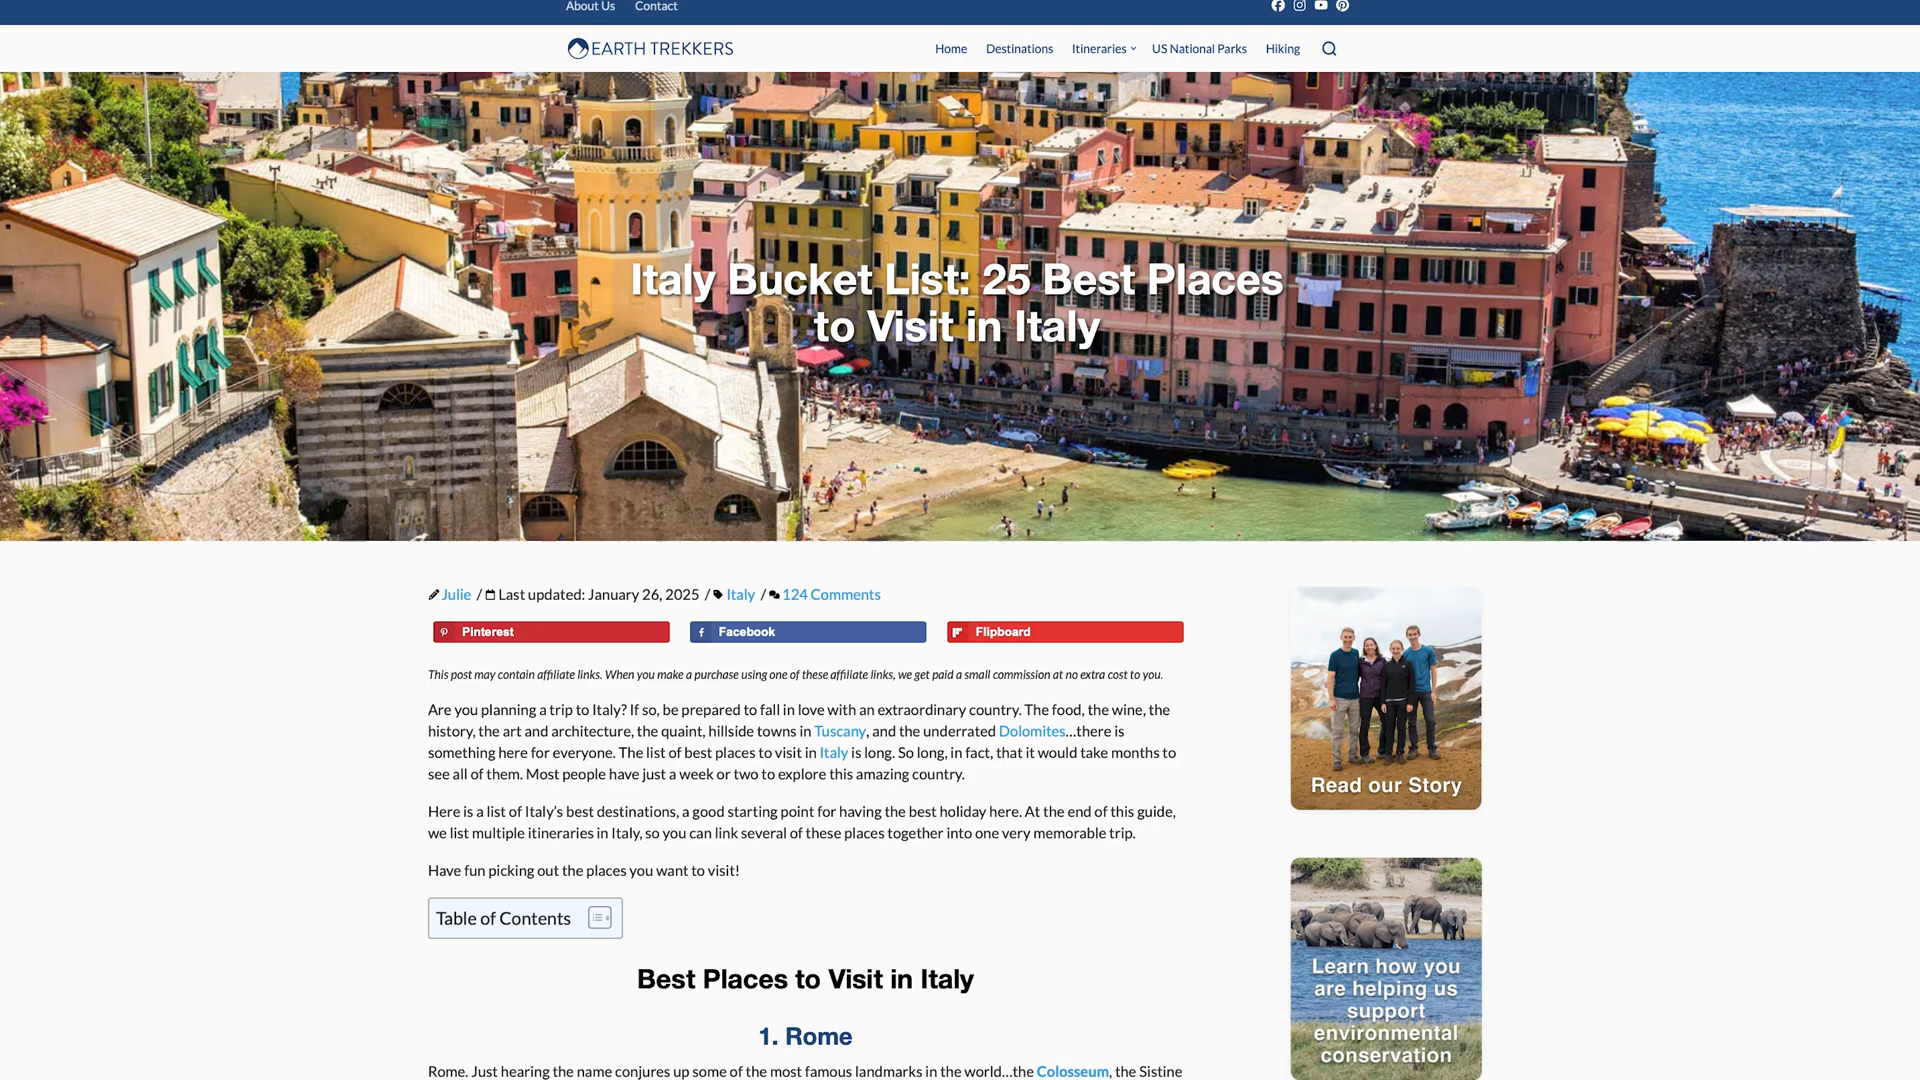 About Us Contact
EARTH TREKKERS
Home Destinations Itineraries US National Parks Hiking
Italy Bucket List: 25 Best Places
to Visit in Italy
Julie / Last updated: January 26, 2025 / Italy / 124 Comments
Pinterest Facebook Flipboard
This post may contain affiliate links. When you make a purchase using one of these affiliate links, we get paid a small commission at no extra cost to you.
Are you planning a trip to Italy? If so, be prepared to fall in love with an extraordinary country. The food, the wine, the
history, the art and architecture, the quaint, hillside towns in Tuscany, and the underrated Dolomites…there is
something here for everyone. The list of best places to visit in Italy is long. So long, in fact, that it would take months to
see all of them. Most people have just a week or two to explore this amazing country.
Here is a list of Italy’s best destinations, a good starting point for having the best holiday here. At the end of this guide,
we list multiple itineraries in Italy, so you can link several of these places together into one very memorable trip.
Have fun picking out the places you want to visit!
Table of Contents
Best Places to Visit in Italy
1. Rome
Rome. Just hearing the name conjures up some of the most famous landmarks in the world…the Colosseum, the Sistine
Read our Story
Learn how you
are helping us
support
environmental
conservation